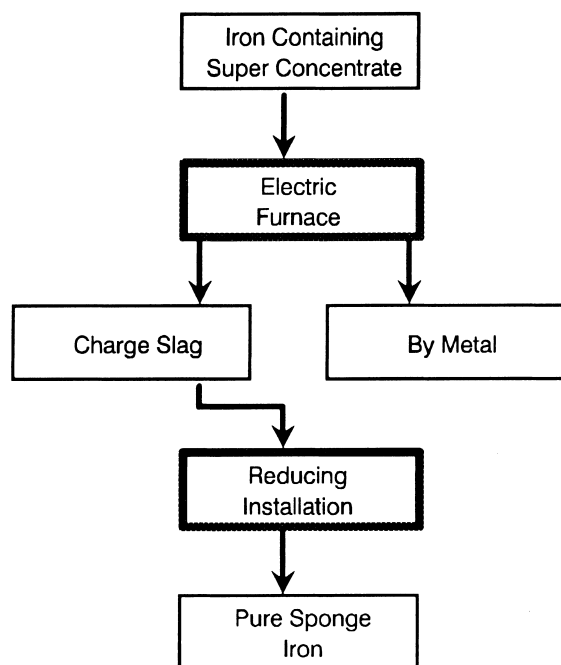 Iron Containing
Super Concentrate
Electric
Furnace
Charge Slag
By Metal
Reducing
Installation
Pure Sponge
Iron